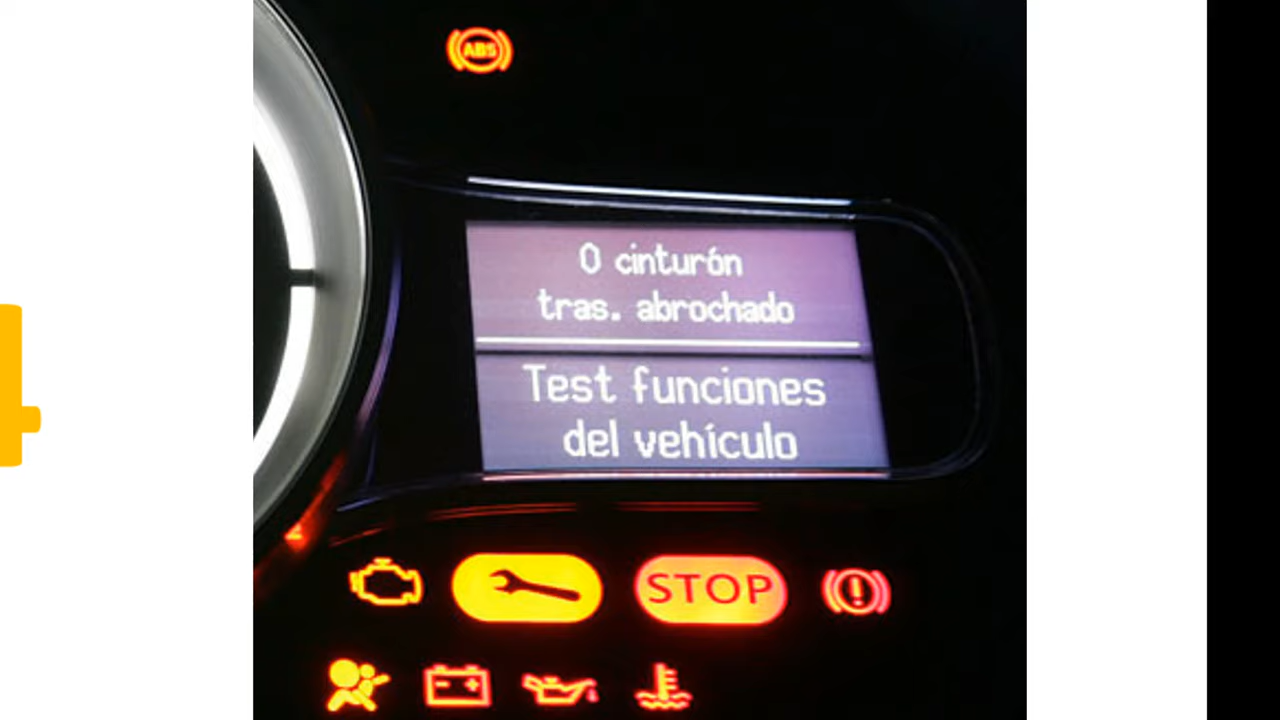 ABS
0 cinturón
tras. abrochado
Test funciones
del vehículo
STOP